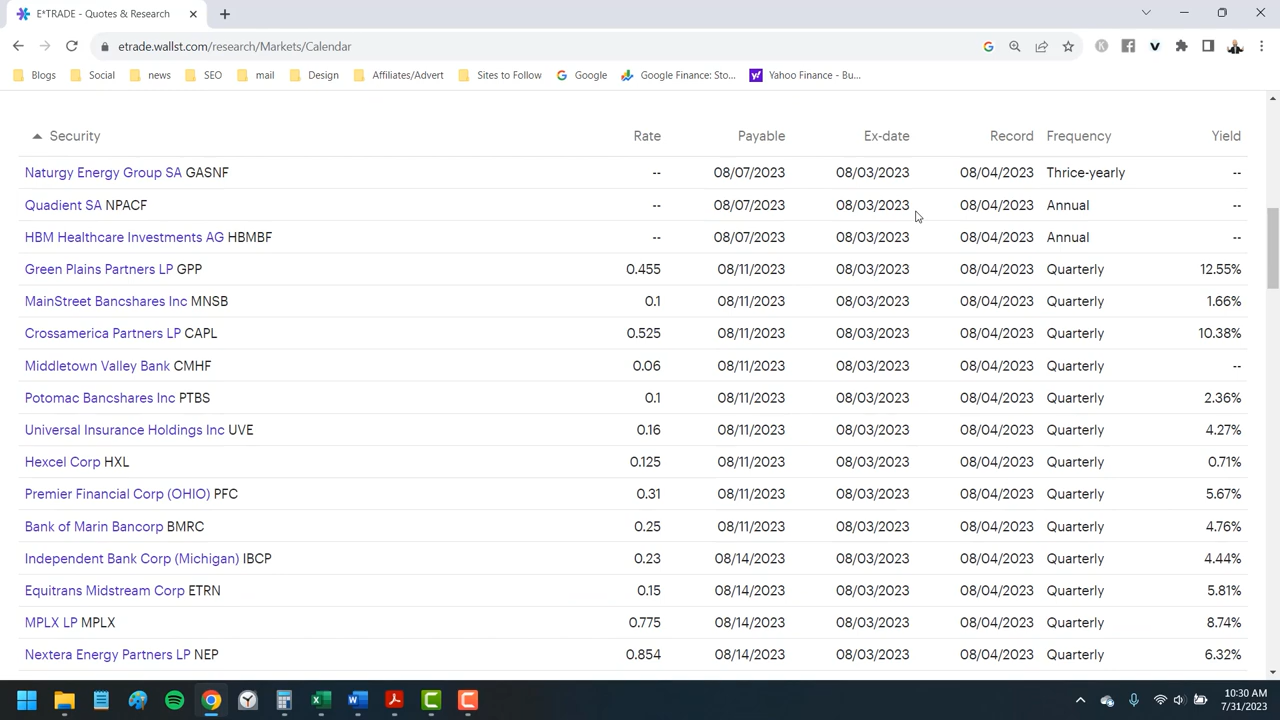 E*TRADE - Quotes & Research
etrade.wallst.com/research/Markets/Calendar
Blogs Social news SEO mail Design Affiliates/Advert Sites to Follow Google Google Finance: Sto... Yahoo Finance - Bu...
Security Rate Payable Ex-date Record Frequency Yield
Naturgy Energy Group SA GASNF -- 08/07/2023 08/03/2023 08/04/2023 Thrice-yearly --
Quadient SA NPACF -- 08/07/2023 08/03/2023 08/04/2023 Annual --
HBM Healthcare Investments AG HBMBF -- 08/07/2023 08/03/2023 08/04/2023 Annual --
Green Plains Partners LP GPP 0.455 08/11/2023 08/03/2023 08/04/2023 Quarterly 12.55%
MainStreet Bancshares Inc MNSB 0.1 08/11/2023 08/03/2023 08/04/2023 Quarterly 1.66%
Crossamerica Partners LP CAPL 0.525 08/11/2023 08/03/2023 08/04/2023 Quarterly 10.38%
Middletown Valley Bank CMHF 0.06 08/11/2023 08/03/2023 08/04/2023 Quarterly --
Potomac Bancshares Inc PTBS 0.1 08/11/2023 08/03/2023 08/04/2023 Quarterly 2.36%
Universal Insurance Holdings Inc UVE 0.16 08/11/2023 08/03/2023 08/04/2023 Quarterly 4.27%
Hexcel Corp HXL 0.125 08/11/2023 08/03/2023 08/04/2023 Quarterly 0.71%
Premier Financial Corp (OHIO) PFC 0.31 08/11/2023 08/03/2023 08/04/2023 Quarterly 5.67%
Bank of Marin Bancorp BMRC 0.25 08/11/2023 08/03/2023 08/04/2023 Quarterly 4.76%
Independent Bank Corp (Michigan) IBCP 0.23 08/14/2023 08/03/2023 08/04/2023 Quarterly 4.44%
Equitrans Midstream Corp ETRN 0.15 08/14/2023 08/03/2023 08/04/2023 Quarterly 5.81%
MPLX LP MPLX 0.775 08/14/2023 08/03/2023 08/04/2023 Quarterly 8.74%
Nextera Energy Partners LP NEP 0.854 08/14/2023 08/03/2023 08/04/2023 Quarterly 6.32%
10:30 AM
7/31/2023